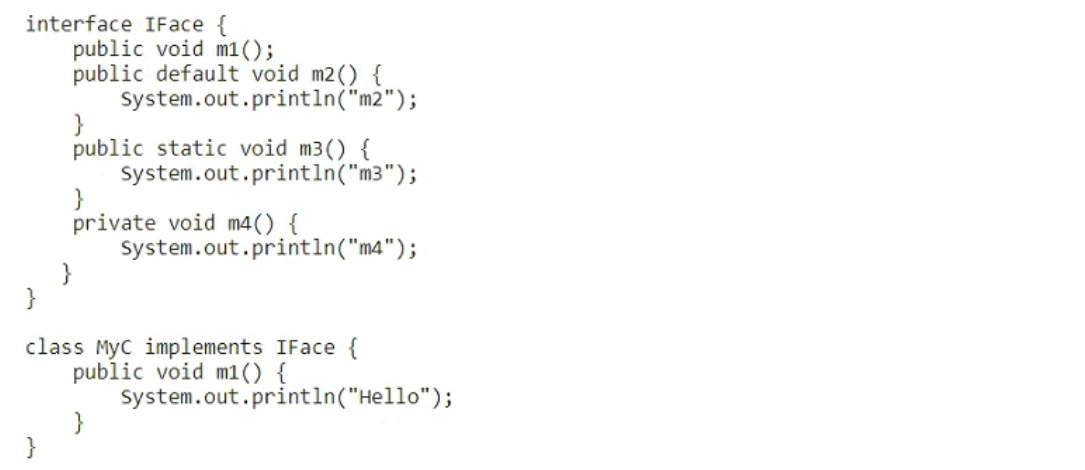 interface IFace {
    public void m1();
    public default void m2() {
        System.out.println("m2");
    }
    public static void m3() {
        System.out.println("m3");
    }
    private void m4() {
        System.out.println("m4");
   }
}

class MyC implements IFace {
    public void m1() {
        System.out.println("Hello");
    }
}